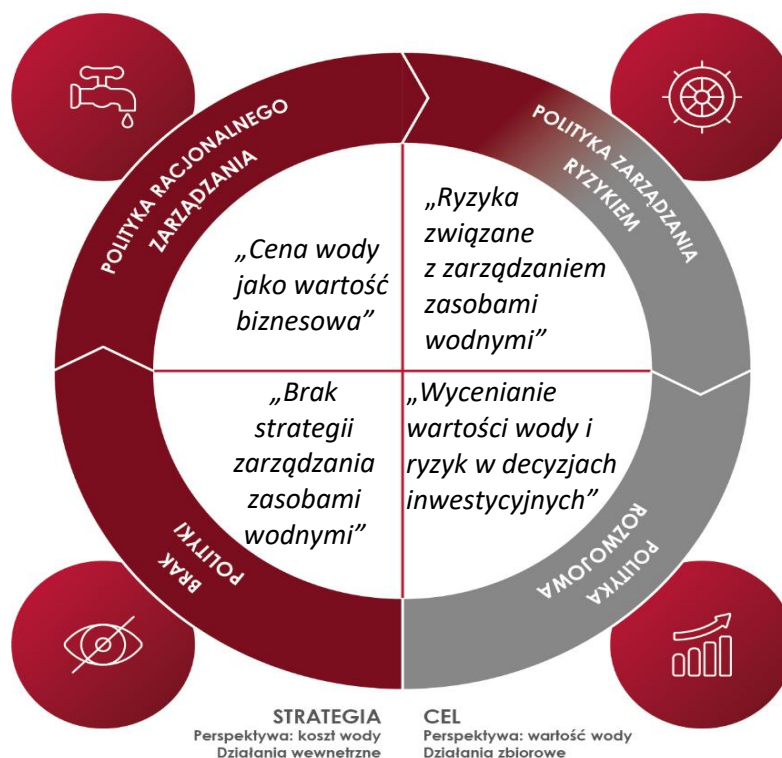 POLITYKA RACJONALNEGO
ZARZĄDZANIA
POLITYKA ZARZĄDZANIA
RYZYKIEM
„Cena wody
jako wartość
biznesowa”
„Ryzyka
związane
z zarządzaniem
zasobami
wodnymi”
„Brak
strategii
zarządzania
zasobami
wodnymi”
„Wycenianie
wartości wody i
ryzyk w decyzjach
inwestycyjnych”
BRAK
POLITYKI
POLITYKA
ROZWOJOWA
STRATEGIA
Perspektywa: koszt wody
Działania wewnetrzne
CEL
Perspektywa: wartość wody
Działania zbiorowe